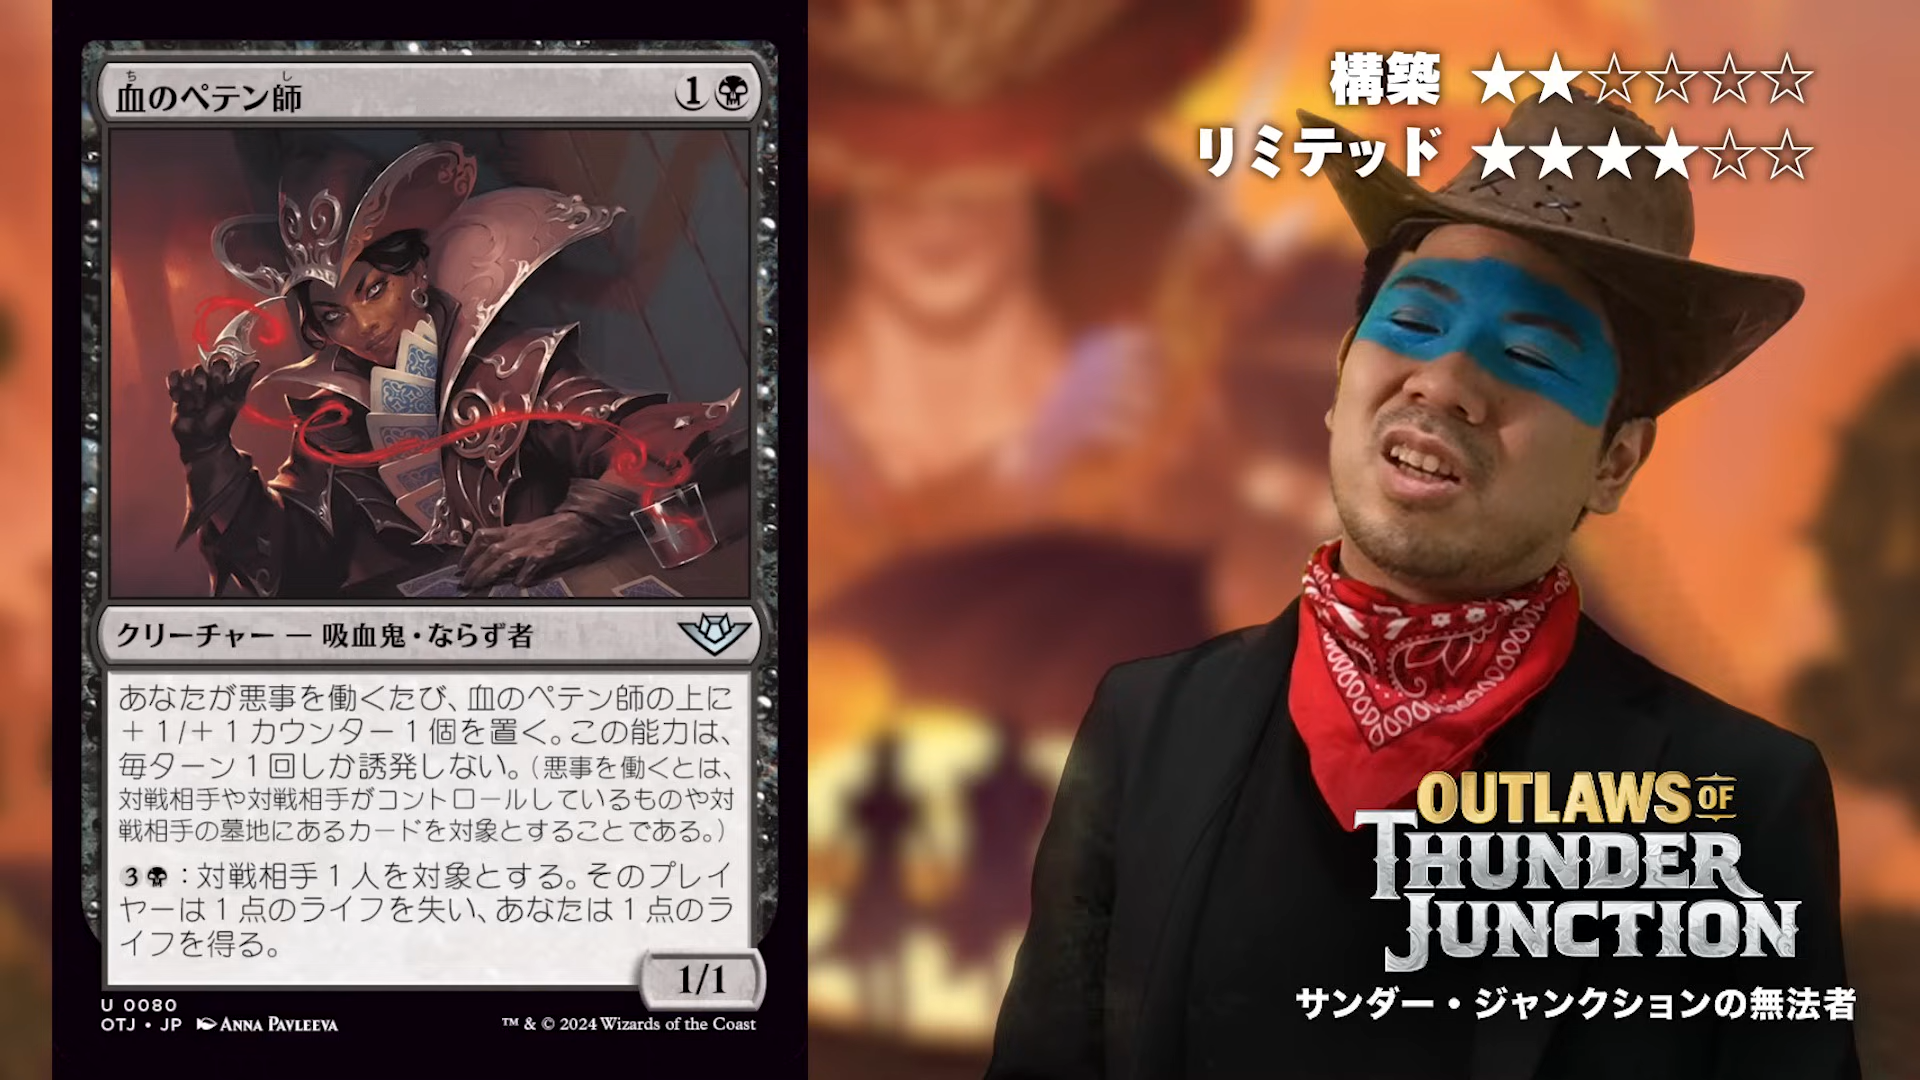 血のペテン師
ち
し
1
クリーチャー — 吸血鬼・ならず者
あなたが悪事を働くたび、血のペテン師の上に
＋1/＋1カウンター1個を置く。この能力は、
毎ターン1回しか誘発しない。（悪事を働くとは、
対戦相手や対戦相手がコントロールしているものや対
戦相手の墓地にあるカードを対象とすることである。）
3：対戦相手1人を対象とする。そのプレイ
ヤーは1点のライフを失い、あなたは1点のラ
イフを得る。
1/1
U 0080
OTJ・JP ANNA PAVLEEVA
™ & © 2024 Wizards of the Coast
構築 ★★☆☆☆☆
リミテッド ★★★★☆☆
OUTLAWS OF
THUNDER
JUNCTION
サンダー・ジャンクションの無法者